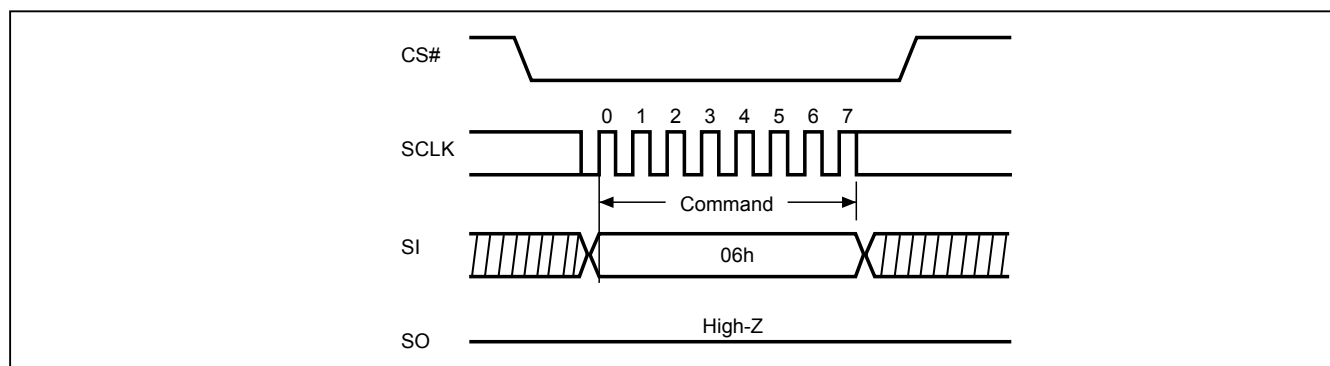 CS#
0 1 2 3 4 5 6 7
SCLK
Command
SI
06h
High-Z
SO